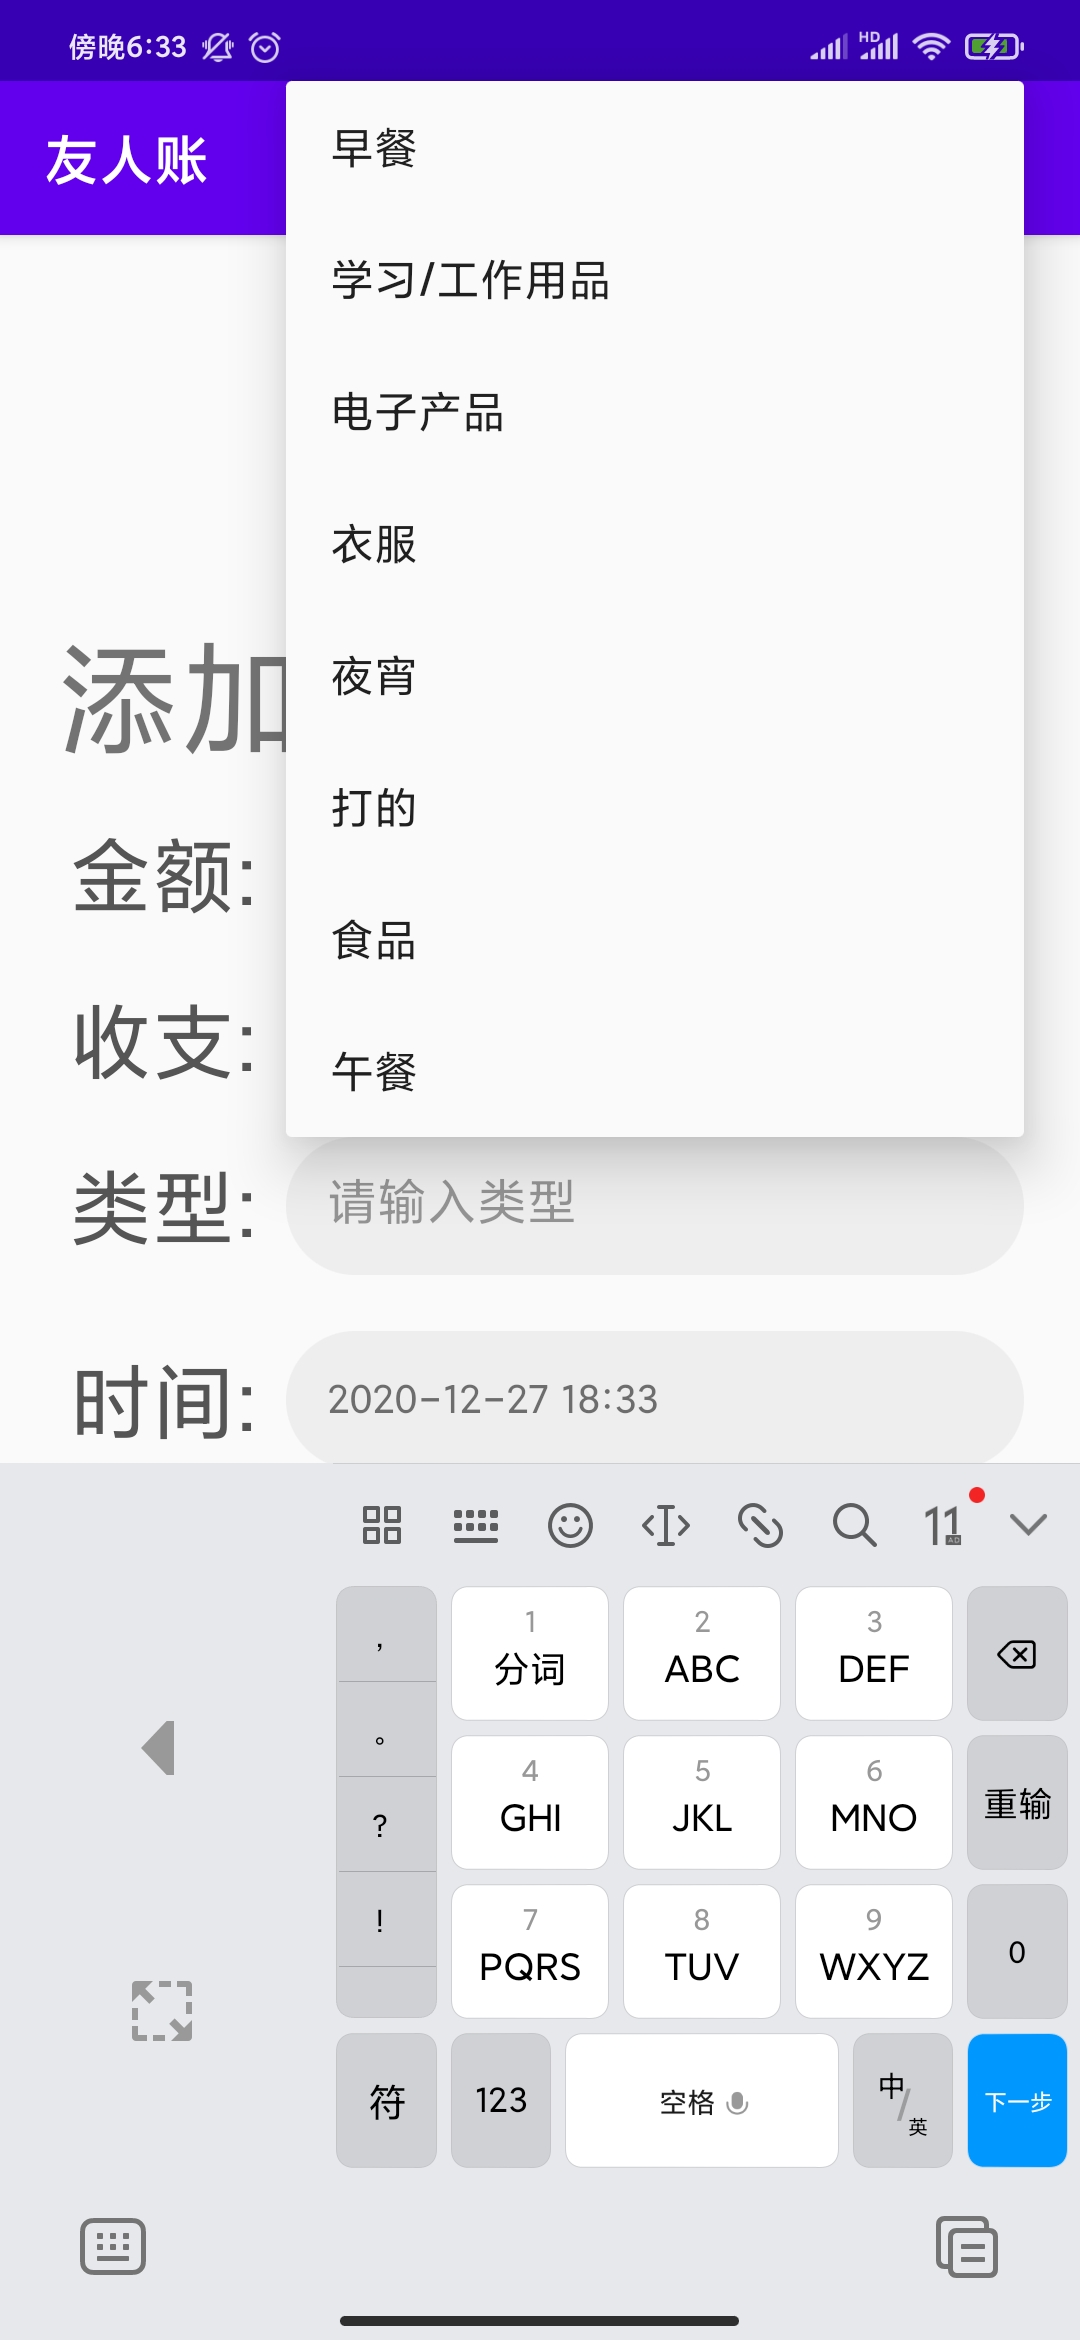 傍晚6:33
HD
友人账
早餐
学习/工作用品
电子产品
衣服
夜宵
打的
食品
午餐
添加
金额:
收支:
类型: 请输入类型
时间: 2020-12-27 18:33
11
,
。
?
!
1
分词
2
ABC
3
DEF
4
GHI
5
JKL
6
MNO
重输
7
PQRS
8
TUV
9
WXYZ
0
符
123
空格
中/英
下一步